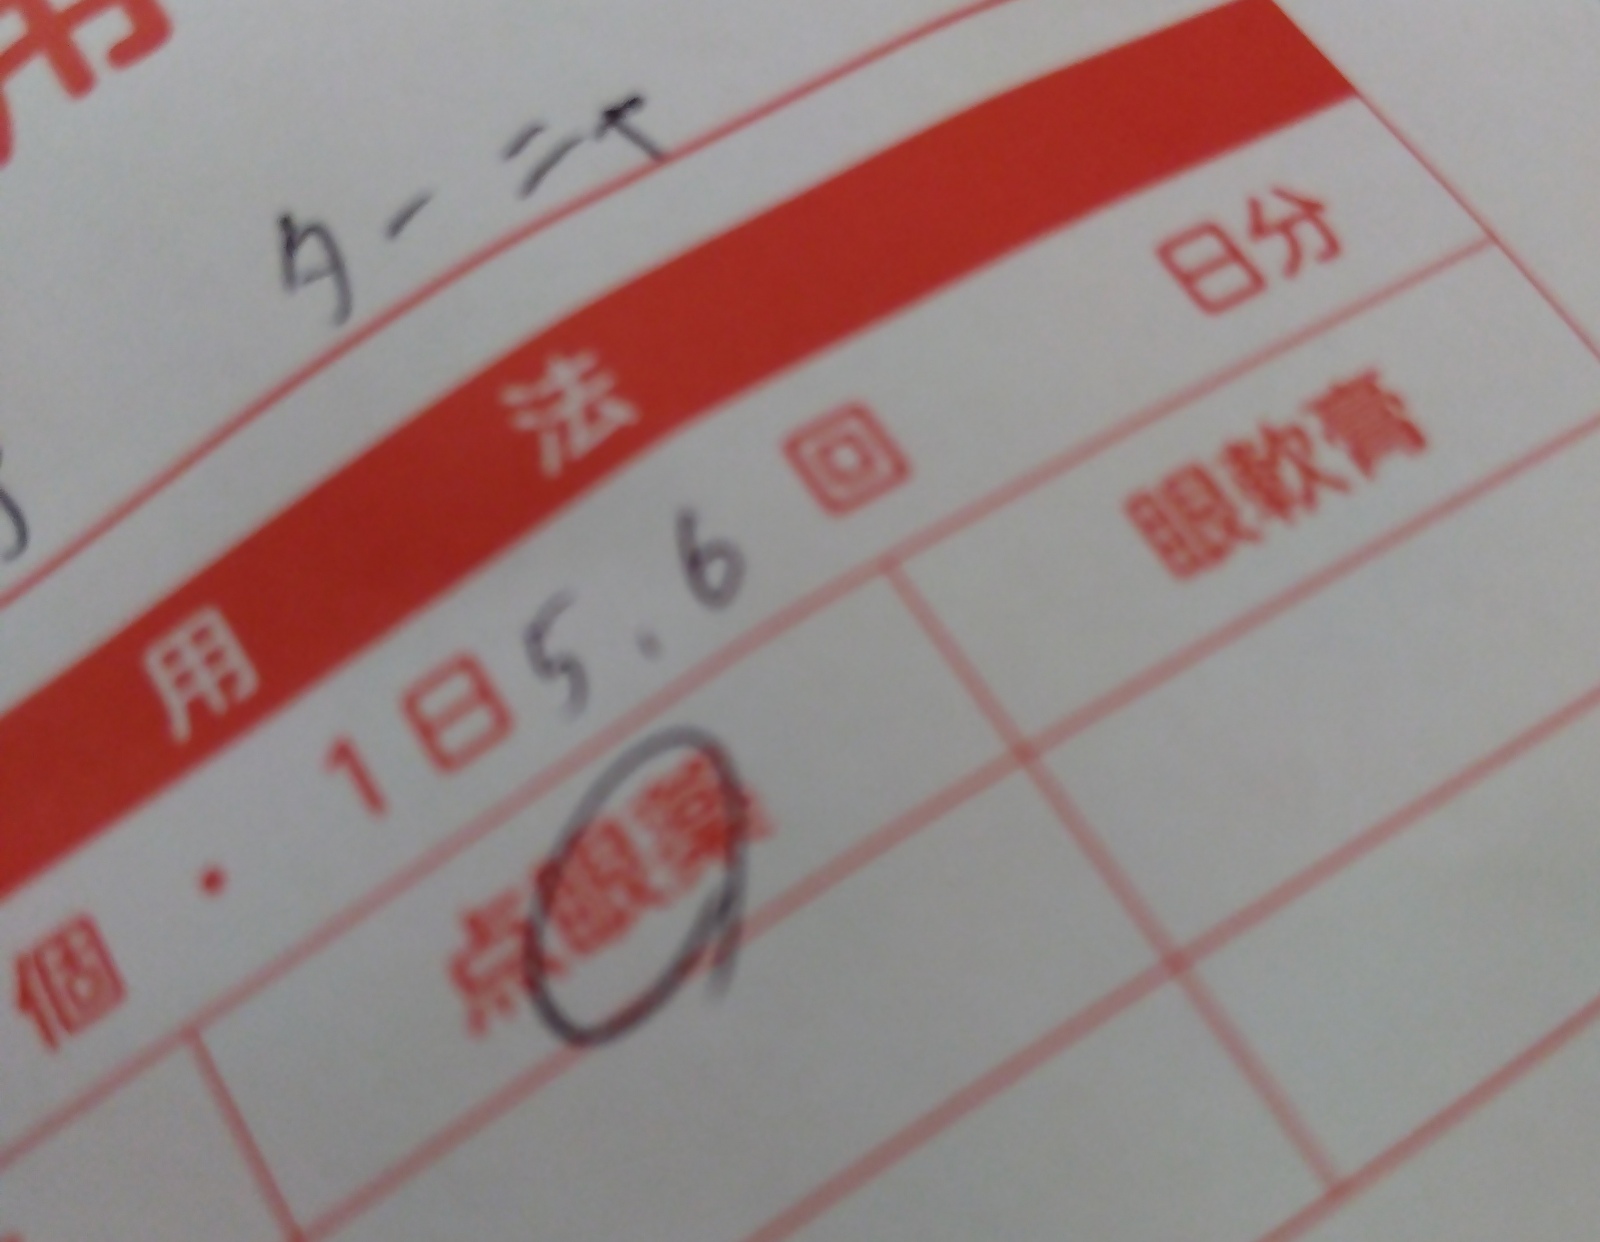 用
ターニャ
用法
個・1日5.6回 日分
点眼薬 眼軟膏